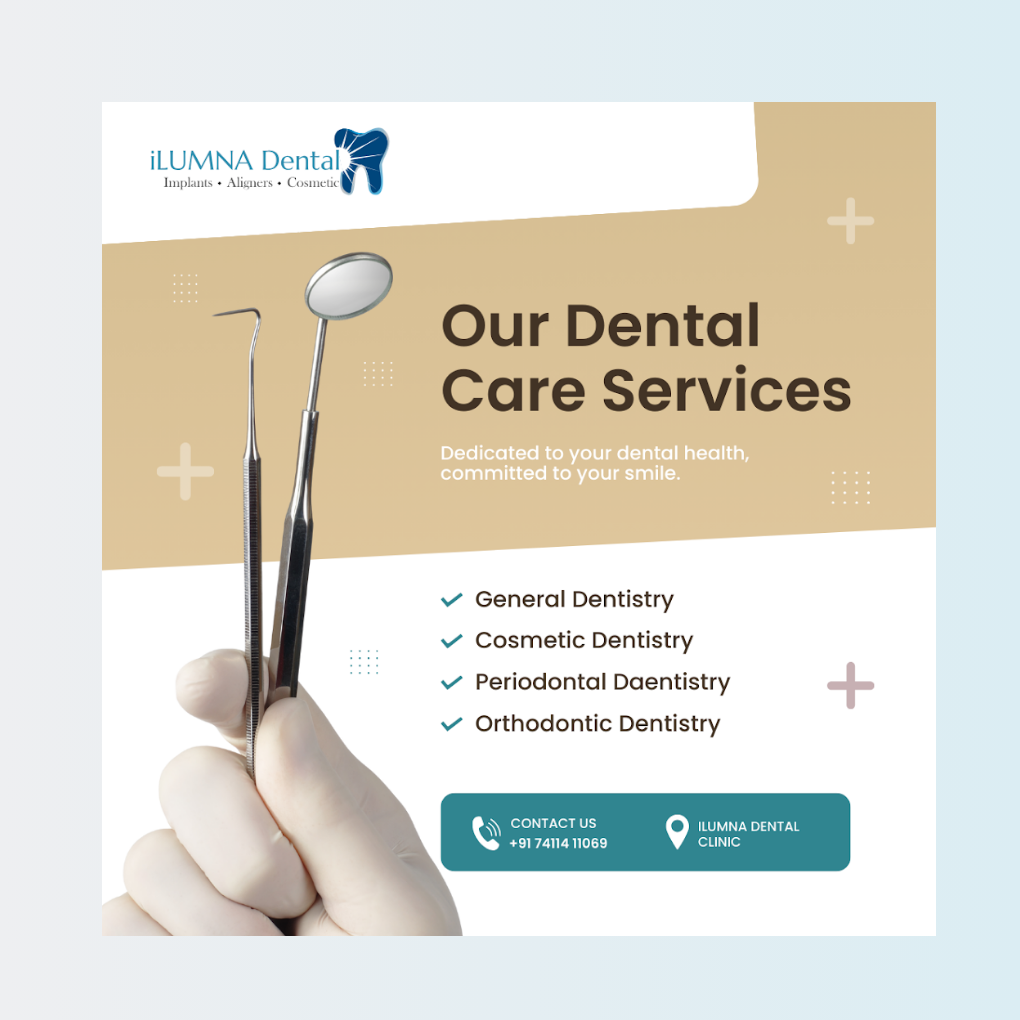 iLUMNA Dental
Implants • Aligners • Cosmetic
Our Dental
Care Services
Dedicated to your dental health,
committed to your smile.
General Dentistry
Cosmetic Dentistry
Periodontal Daentistry
Orthodontic Dentistry
CONTACT US
+91 74114 11069
ILUMNA DENTAL
CLINIC